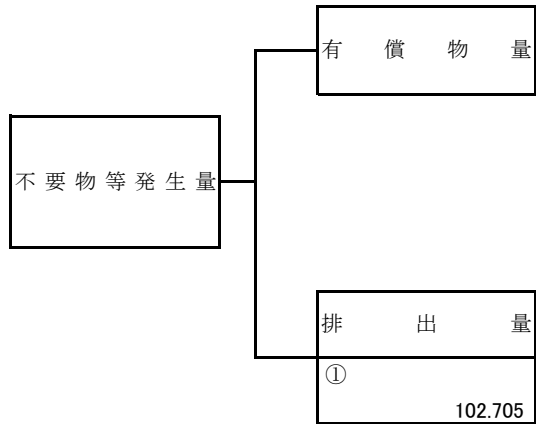 有償物量
不要物等発生量
排出量
①
102.705